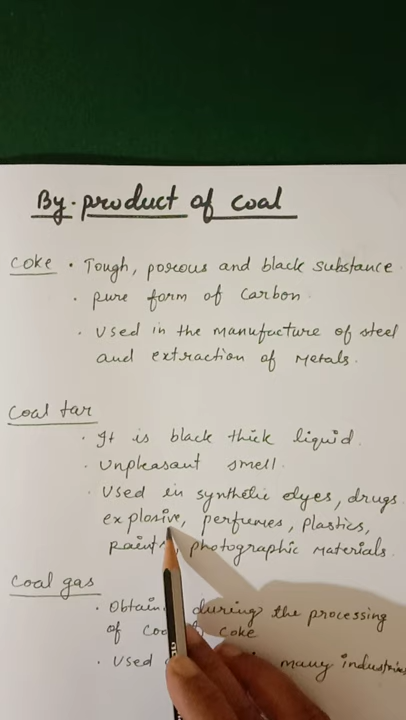 By-product of coal
Coke • Tough, porous and black substance
• pure form of carbon.
• Used in the manufacture of steel
and extraction of Metals.
Coal tar
• It is black thick liquid.
• Unpleasant smell.
• Used in synthetic dyes, drugs
explosive, perfumes, plastics,
photographic materials.
Coal gas
• during the processing
of coke
• Used many industries